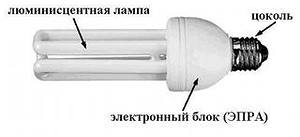 люминисцентная лампа
цоколь
электронный блок (ЭПРА)